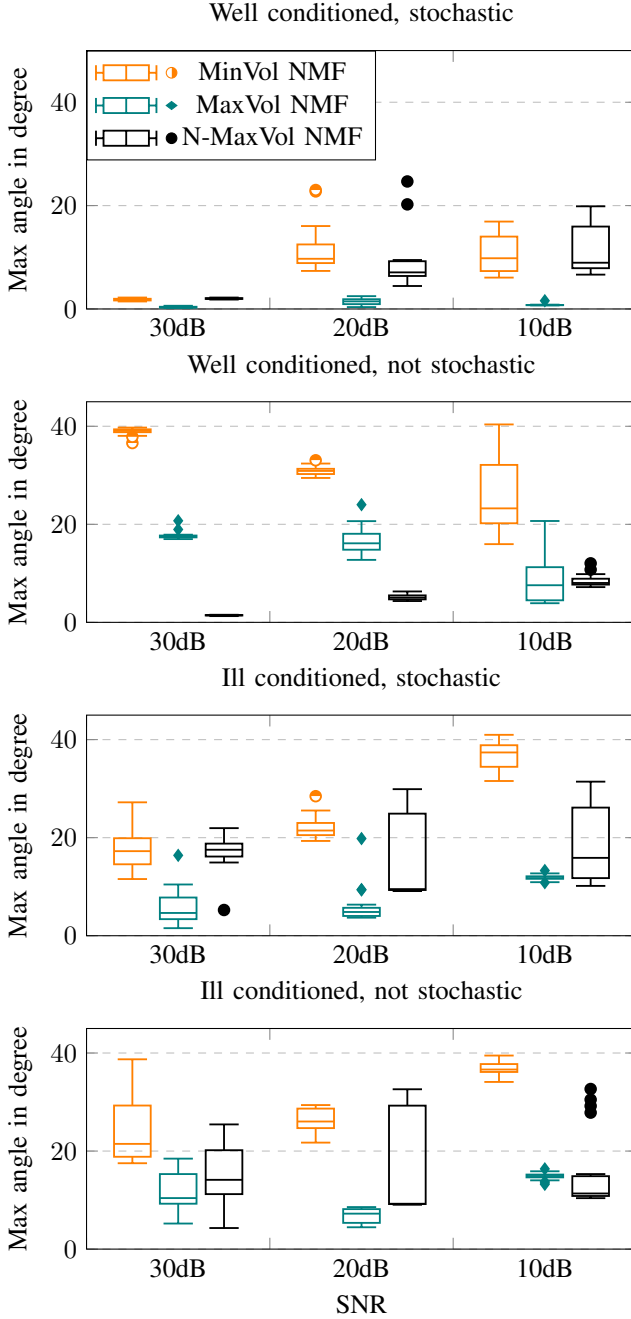 Well conditioned, stochastic
Max angle in degree
40
20
0
MinVol NMF
MaxVol NMF
N-MaxVol NMF
30dB 20dB 10dB
Well conditioned, not stochastic
Max angle in degree
40
20
0
30dB 20dB 10dB
Ill conditioned, stochastic
Max angle in degree
40
20
0
30dB 20dB 10dB
Ill conditioned, not stochastic
Max angle in degree
40
20
0
30dB 20dB 10dB
SNR